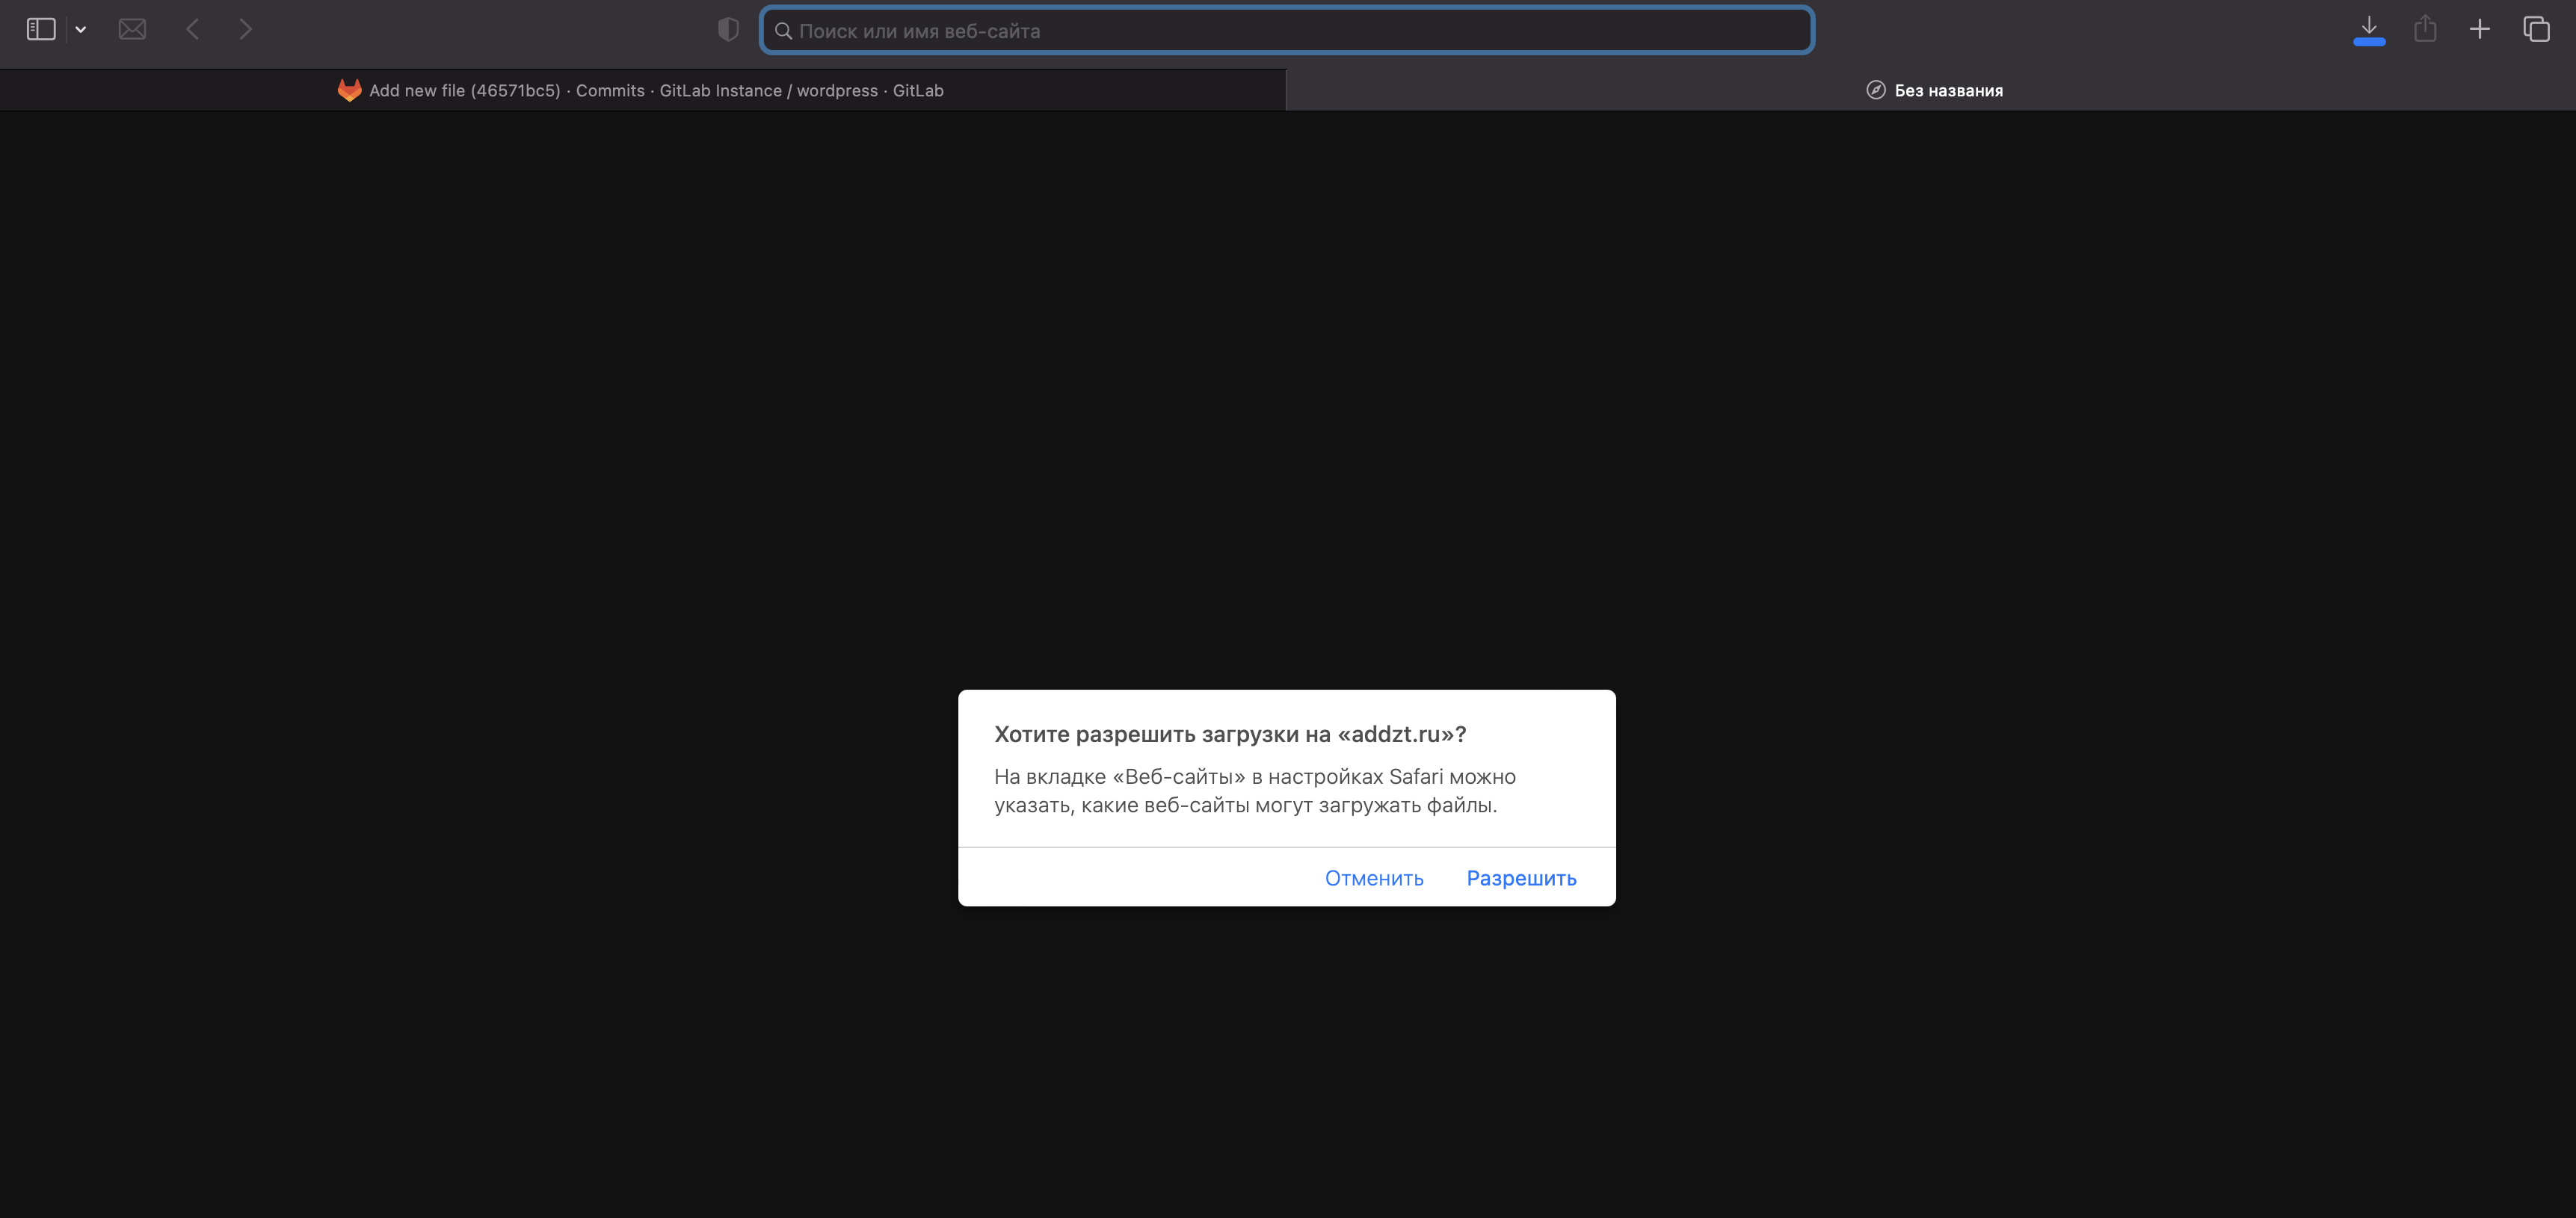 Поиск или имя веб-сайта
Add new file (46571bc5) · Commits · GitLab Instance / wordpress · GitLab
Без названия
Хотите разрешить загрузки на «addzt.ru»?
На вкладке «Веб-сайты» в настройках Safari можно
указать, какие веб-сайты могут загружать файлы.
Отменить
Разрешить